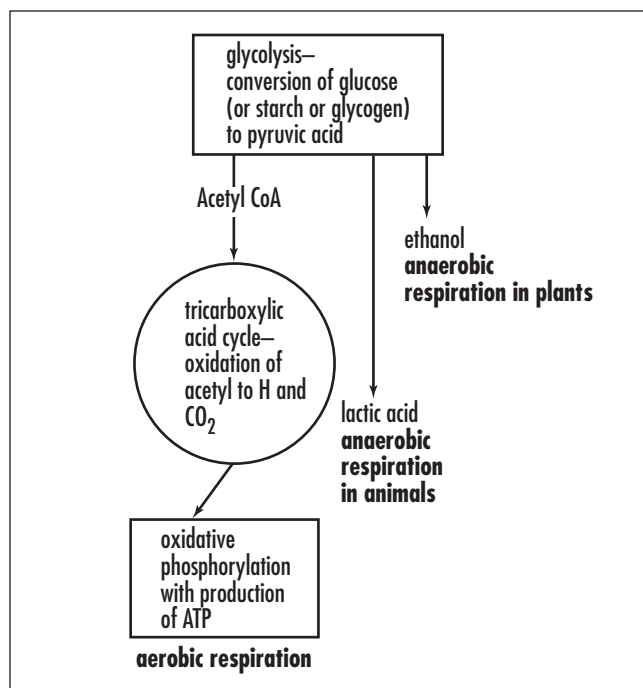 glycolysis–
conversion of glucose
(or starch or glycogen)
to pyruvic acid
Acetyl CoA
ethanol
anaerobic
respiration in plants
tricarboxylic
acid cycle–
oxidation of
acetyl to H and
CO₂
lactic acid
anaerobic
respiration
in animals
oxidative
phosphorylation
with production
of ATP
aerobic respiration